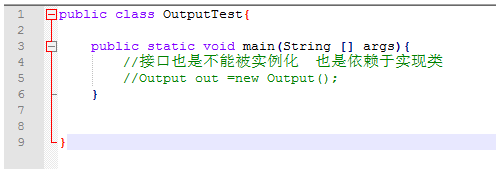 1 public class OutputTest{
2
3 public static void main(String [] args){
4 //接口也是不能被实例化 也是依赖于实现类
5 //Output out =new Output();
6 }
7
8
9 }